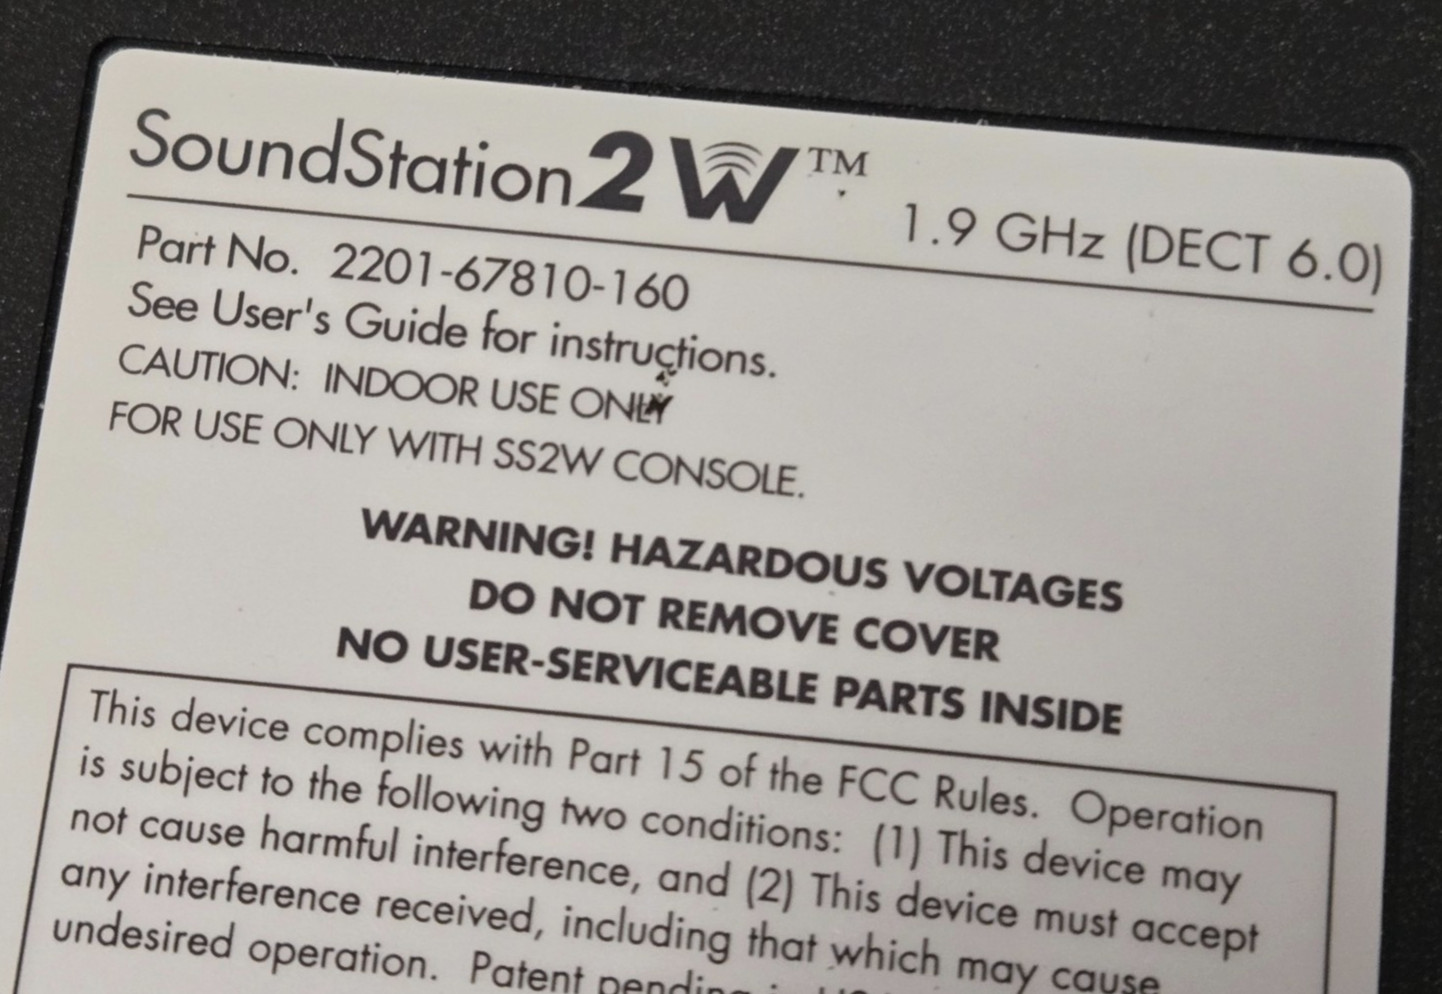 SoundStation2W™ 1.9 GHz (DECT 6.0)
Part No. 2201-67810-160
See User's Guide for instructions.
CAUTION: INDOOR USE ONLY
FOR USE ONLY WITH SS2W CONSOLE.
WARNING! HAZARDOUS VOLTAGES
DO NOT REMOVE COVER
NO USER-SERVICEABLE PARTS INSIDE
This device complies with Part 15 of the FCC Rules. Operation
is subject to the following two conditions: (1) This device may
not cause harmful interference, and (2) This device must accept
any interference received, including that which may cause
undesired operation. Patent pending in